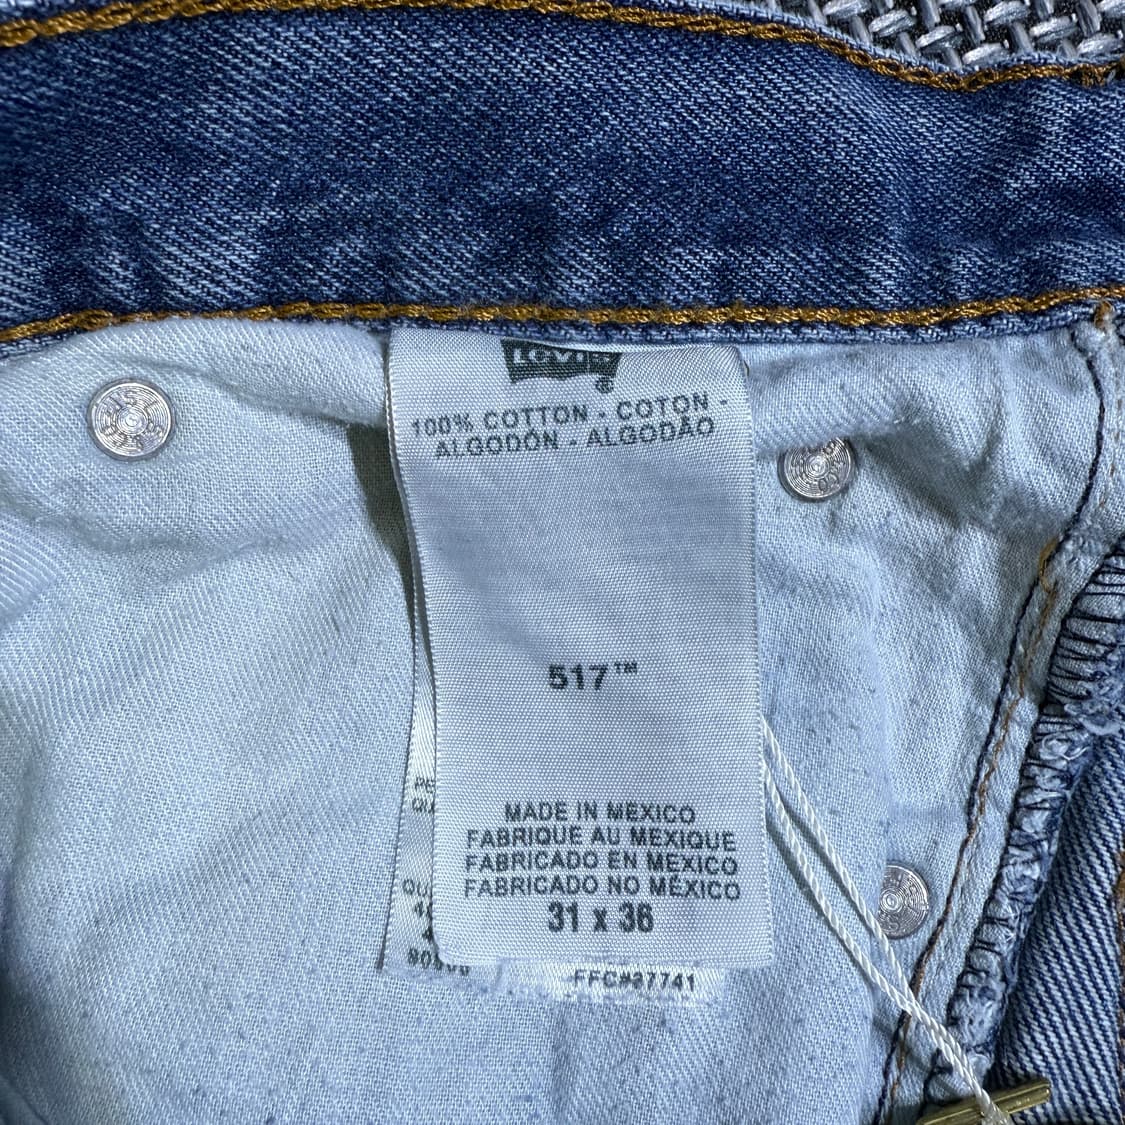 LEVI'S
®
100% COTTON - COTON -
ALGODÓN - ALGODÃO
517™
MADE IN MEXICO
FABRIQUE AU MEXIQUE
FABRICADO EN MEXICO
FABRICADO NO MÉXICO
31 x 36
FFC#37741